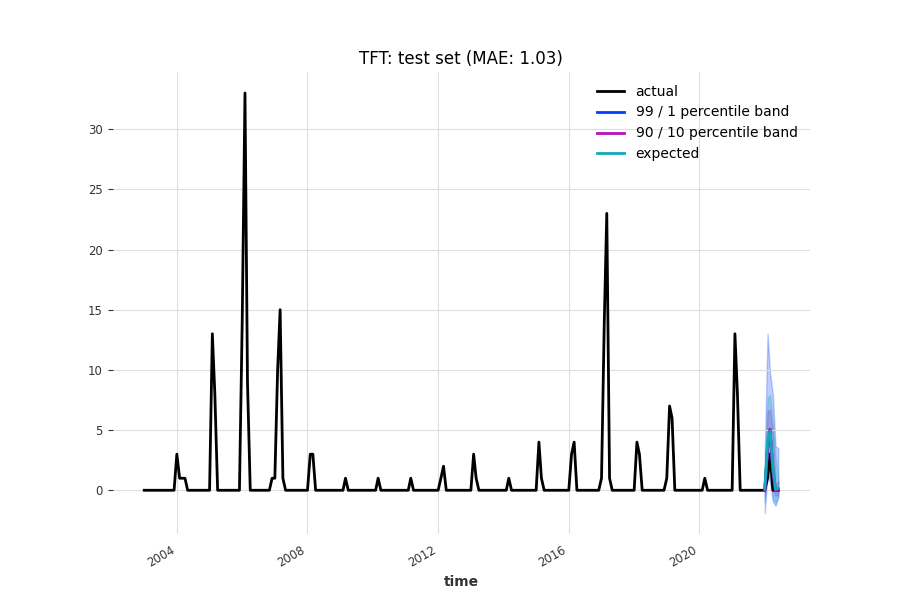 TFT: test set (MAE: 1.03)
actual
99 / 1 percentile band
90 / 10 percentile band
expected
30
25
20
15
10
5
0
2004
2008
2012
2016
2020
time